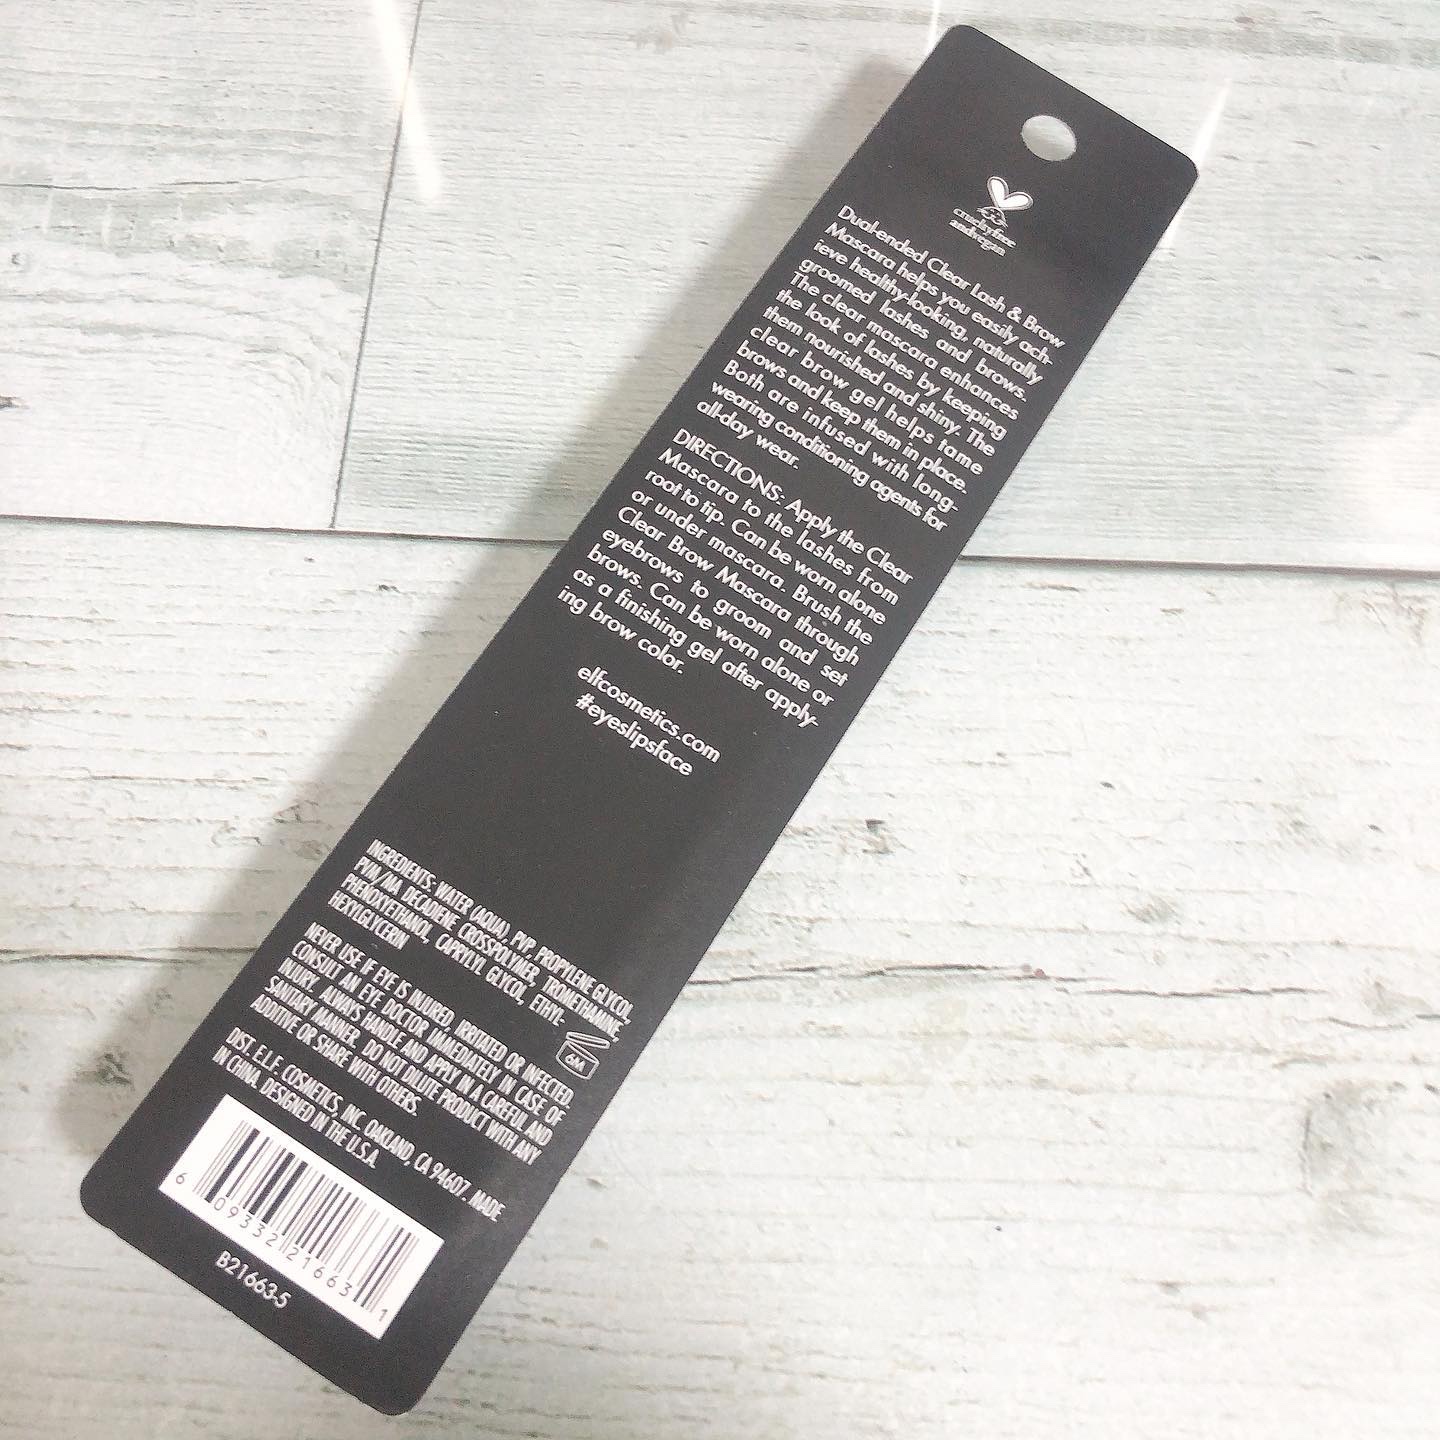 crueltyfree
andvegan
Dual-ended Clear Lash & Brow
Mascara helps you easily ach-
ieve healthy-looking, naturally
groomed lashes and brows.
The clear mascara enhances
the look of lashes by keeping
them nourished and shiny. The
clear brow gel helps tame
brows and keep them in place.
Both are infused with long-
wearing conditioning agents for
all-day wear.
DIRECTIONS: Apply the Clear
Mascara to the lashes from
root to tip. Can be worn alone
or under mascara. Brush the
Clear Brow Mascara through
eyebrows to groom and set
brows. Can be worn alone or
as a finishing gel after apply-
ing brow color.
elfcosmetics.com
#eyeslipsface
INGREDIENTS: WATER (AQUA), PVP, PROPYLENE GLYCOL,
PVM/MA DECADIENE CROSSPOLYMER, TROMETHAMINE,
PHENOXYETHANOL, CAPRYLYL GLYCOL, ETHYL-
HEXYLGLYCERIN
6M
NEVER USE IF EYE IS INJURED, IRRITATED OR INFECTED.
CONSULT AN EYE DOCTOR IMMEDIATELY IN CASE OF
INJURY. ALWAYS HANDLE AND APPLY IN A CAREFUL AND
SANITARY MANNER. DO NOT DILUTE PRODUCT WITH ANY
ADDITIVE OR SHARE WITH OTHERS.
DIST. E.L.F. COSMETICS, INC. OAKLAND, CA 94607. MADE
IN CHINA. DESIGNED IN THE U.S.A.
6 09332 21663 1
B21663-5